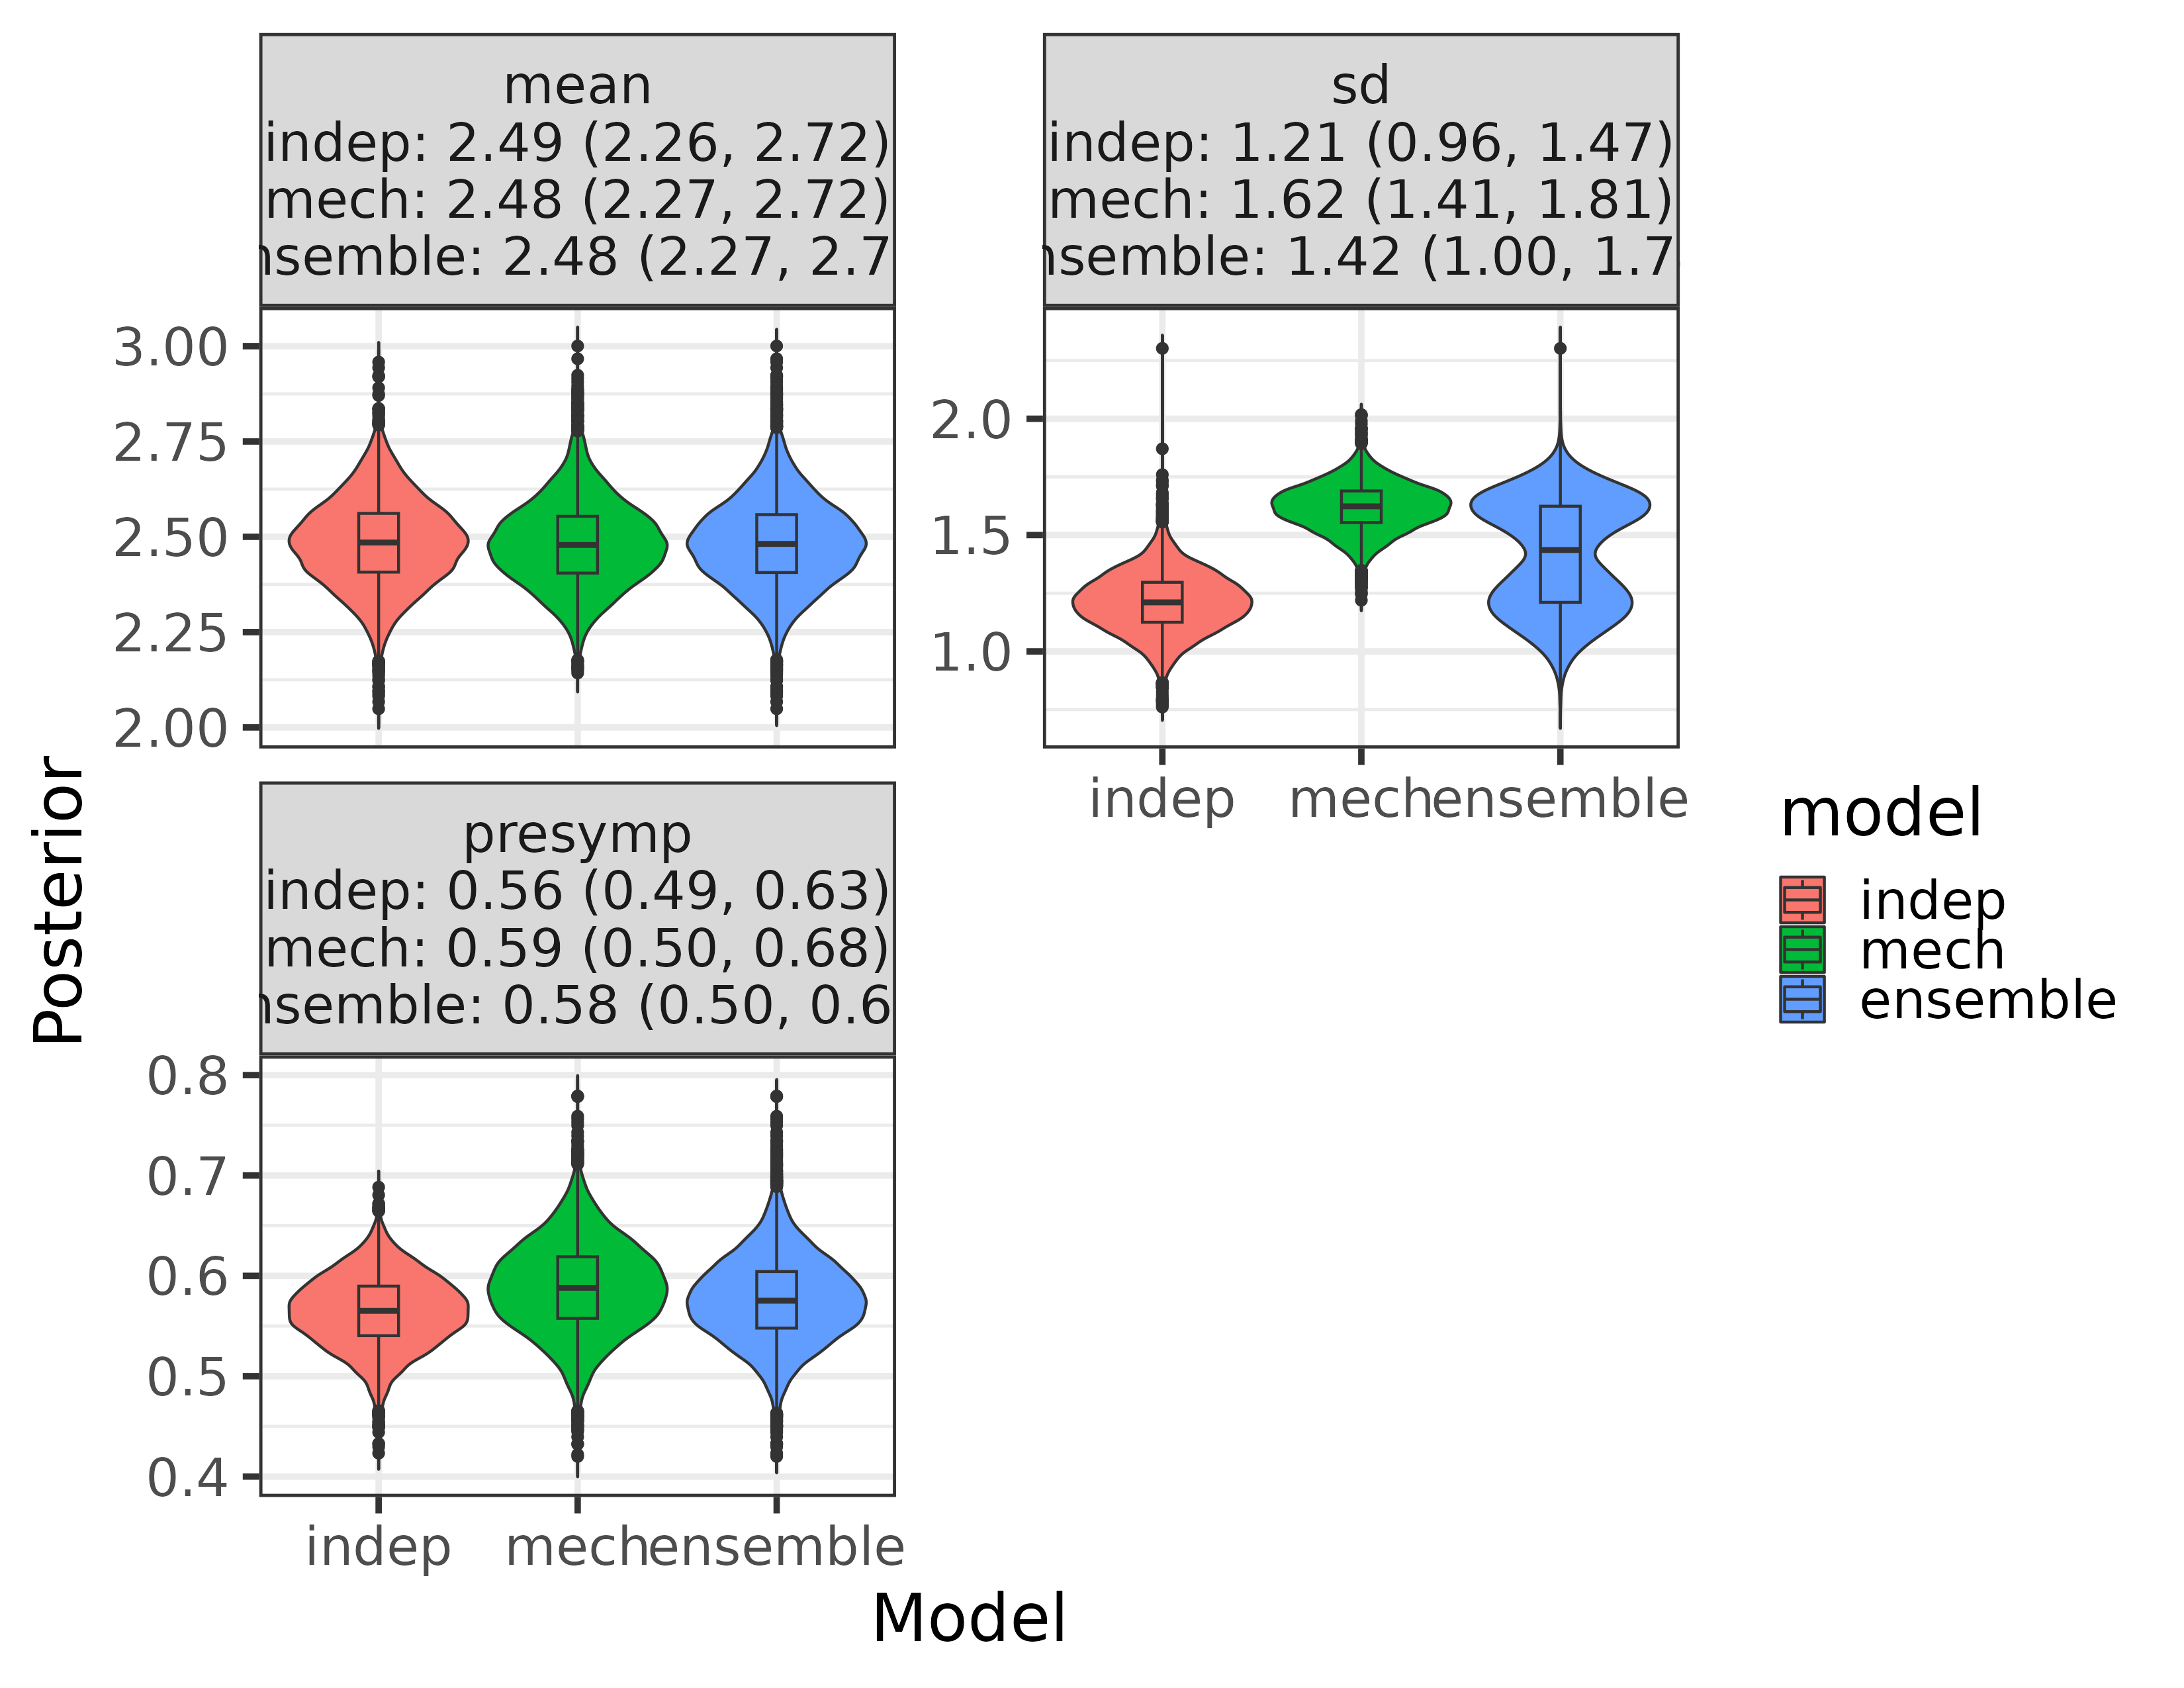 mean
indep: 2.49 (2.26, 2.72)
mech: 2.48 (2.27, 2.72)
nsemble: 2.48 (2.27, 2.7
sd
indep: 1.21 (0.96, 1.47)
mech: 1.62 (1.41, 1.81)
nsemble: 1.42 (1.00, 1.7
3.00
2.75
2.50
2.25
2.00
2.0
1.5
1.0
indep mech ensemble
presymp
indep: 0.56 (0.49, 0.63)
mech: 0.59 (0.50, 0.68)
nsemble: 0.58 (0.50, 0.6
0.8
0.7
0.6
0.5
0.4
indep mech ensemble
Posterior
Model
model
indep
mech
ensemble